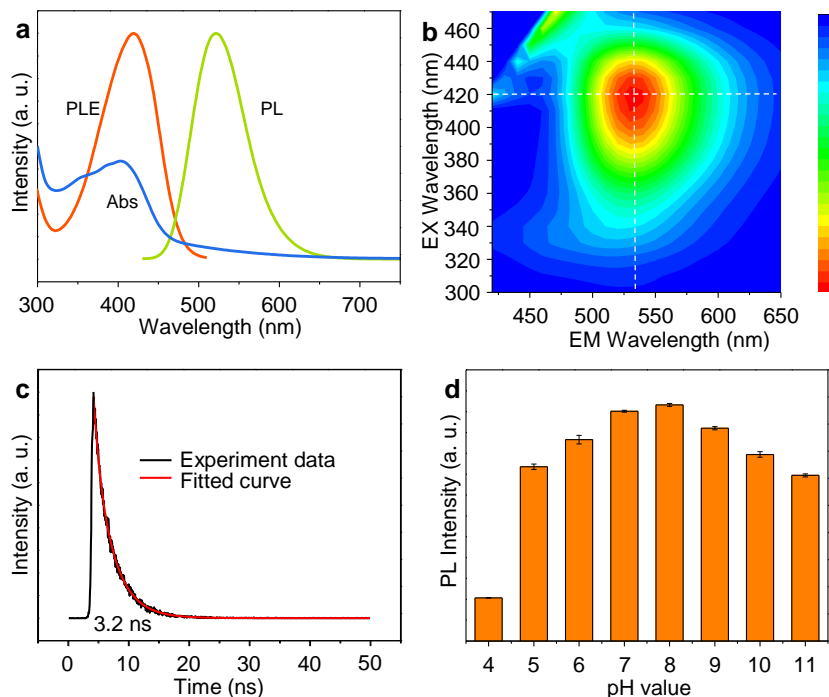 a
PLE
PL
Abs
Intensity (a. u.)
300 400 500 600 700
Wavelength (nm)
b
460
440
420
400
380
360
340
320
300
EX Wavelength (nm)
450 500 550 600 650
EM Wavelength (nm)
c
Experiment data
Fitted curve
3.2 ns
Intensity (a. u.)
0 10 20 30 40 50
Time (ns)
d
PL Intensity (a. u.)
4 5 6 7 8 9 10 11
pH value